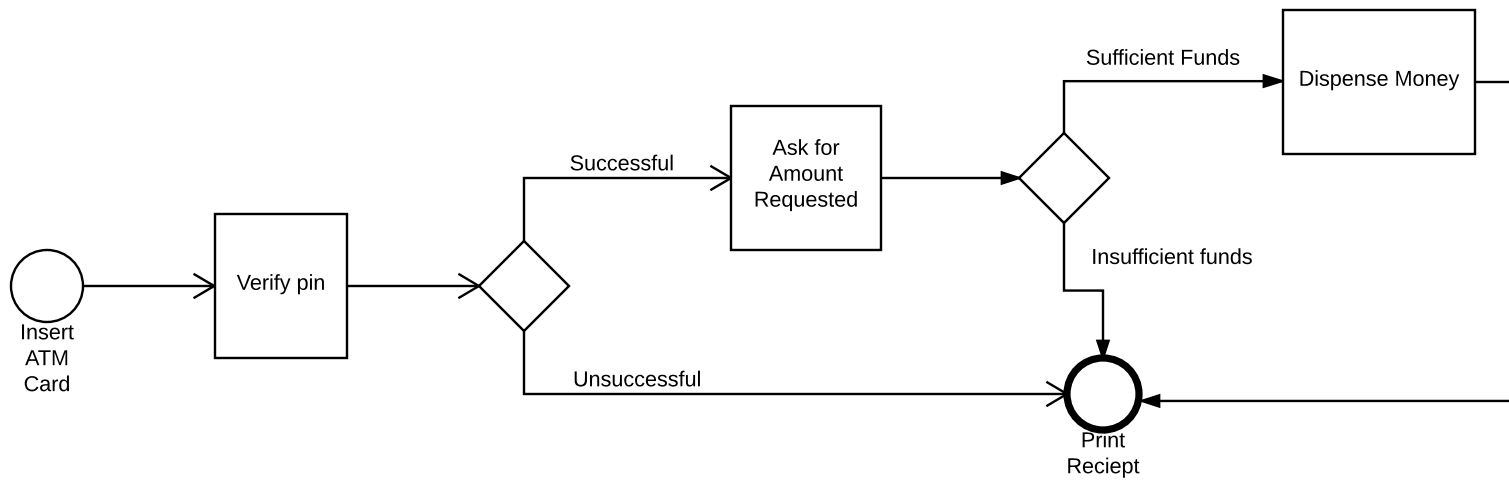 Sufficient Funds
Dispense Money
Successful
Ask for
Amount
Requested
Insufficient funds
Verify pin
Insert
ATM
Card
Unsuccessful
Print
Reciept